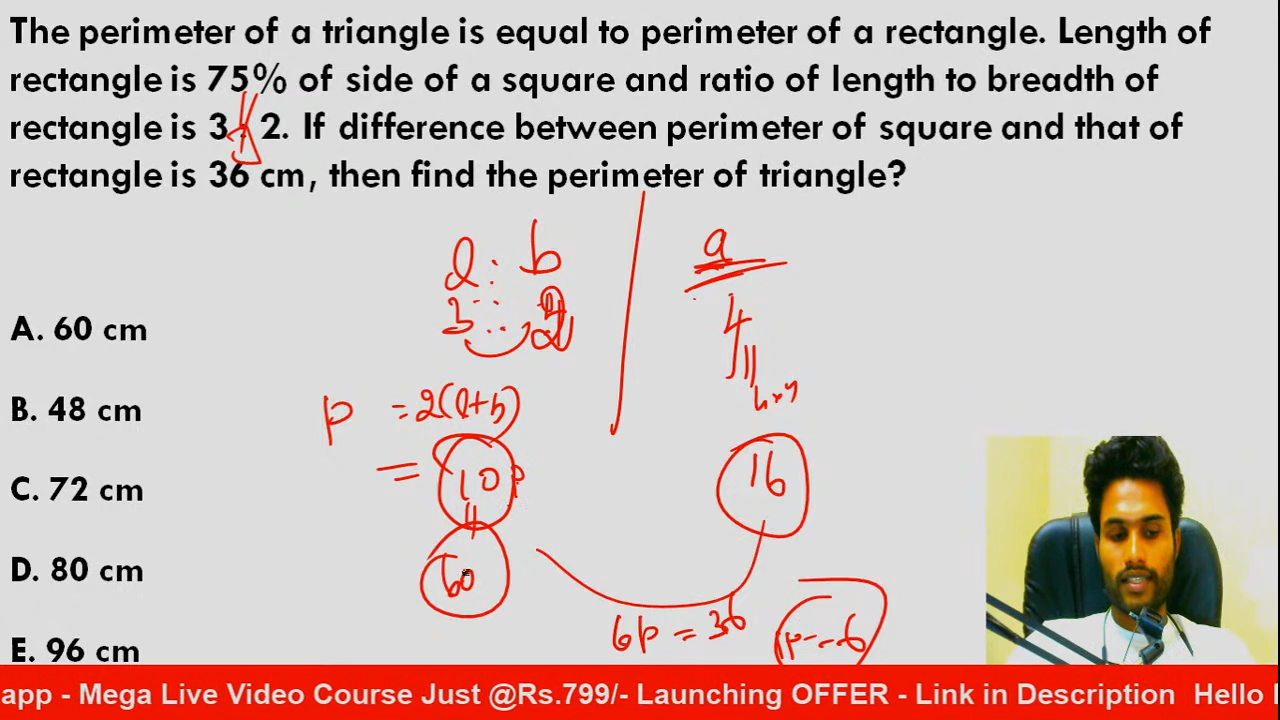 The perimeter of a triangle is equal to perimeter of a rectangle. Length of
rectangle is 75% of side of a square and ratio of length to breadth of
rectangle is 3 : 2. If difference between perimeter of square and that of
rectangle is 36 cm, then find the perimeter of triangle?
l : b
a
3 : 2
4
A. 60 cm
B. 48 cm
p = 2(l+b)
4×4
C. 72 cm
= 10p
16
D. 80 cm
60
6p = 36
1p - 6
E. 96 cm
app - Mega Live Video Course Just @Rs.799/- Launching OFFER - Link in Description Hello